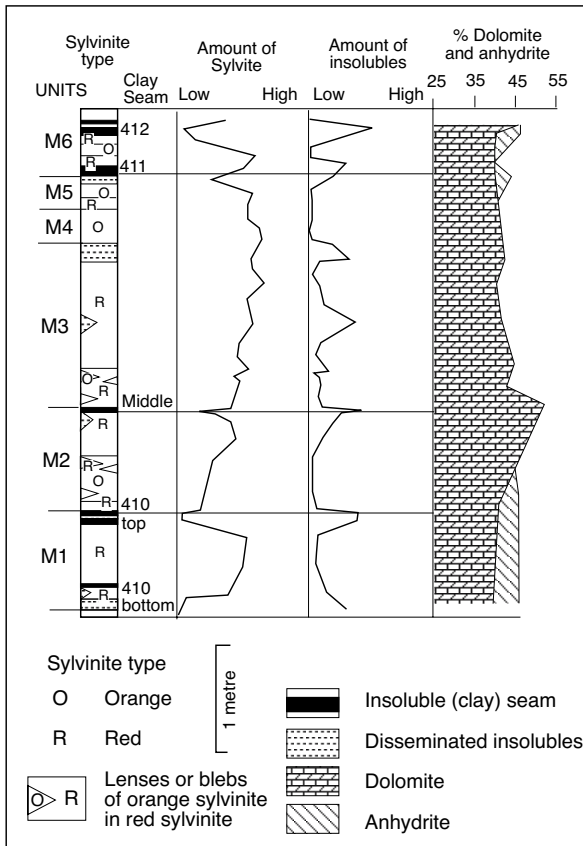 Sylvinite type
Amount of Sylvite
Amount of insolubles
% Dolomite and anhydrite
UNITS
Clay Seam
Low High
Low High
25 35 45 55
412
M6
R
O
R
411
M5
O
R
M4
O
M3
R
O
R
Middle
R
M2
R
O
R
410
top
M1
R
410
R
bottom
Sylvinite type
O Orange
R Red
1 metre
O R
Lenses or blebs
of orange sylvinite
in red sylvinite
Insoluble (clay) seam
Disseminated insolubles
Dolomite
Anhydrite